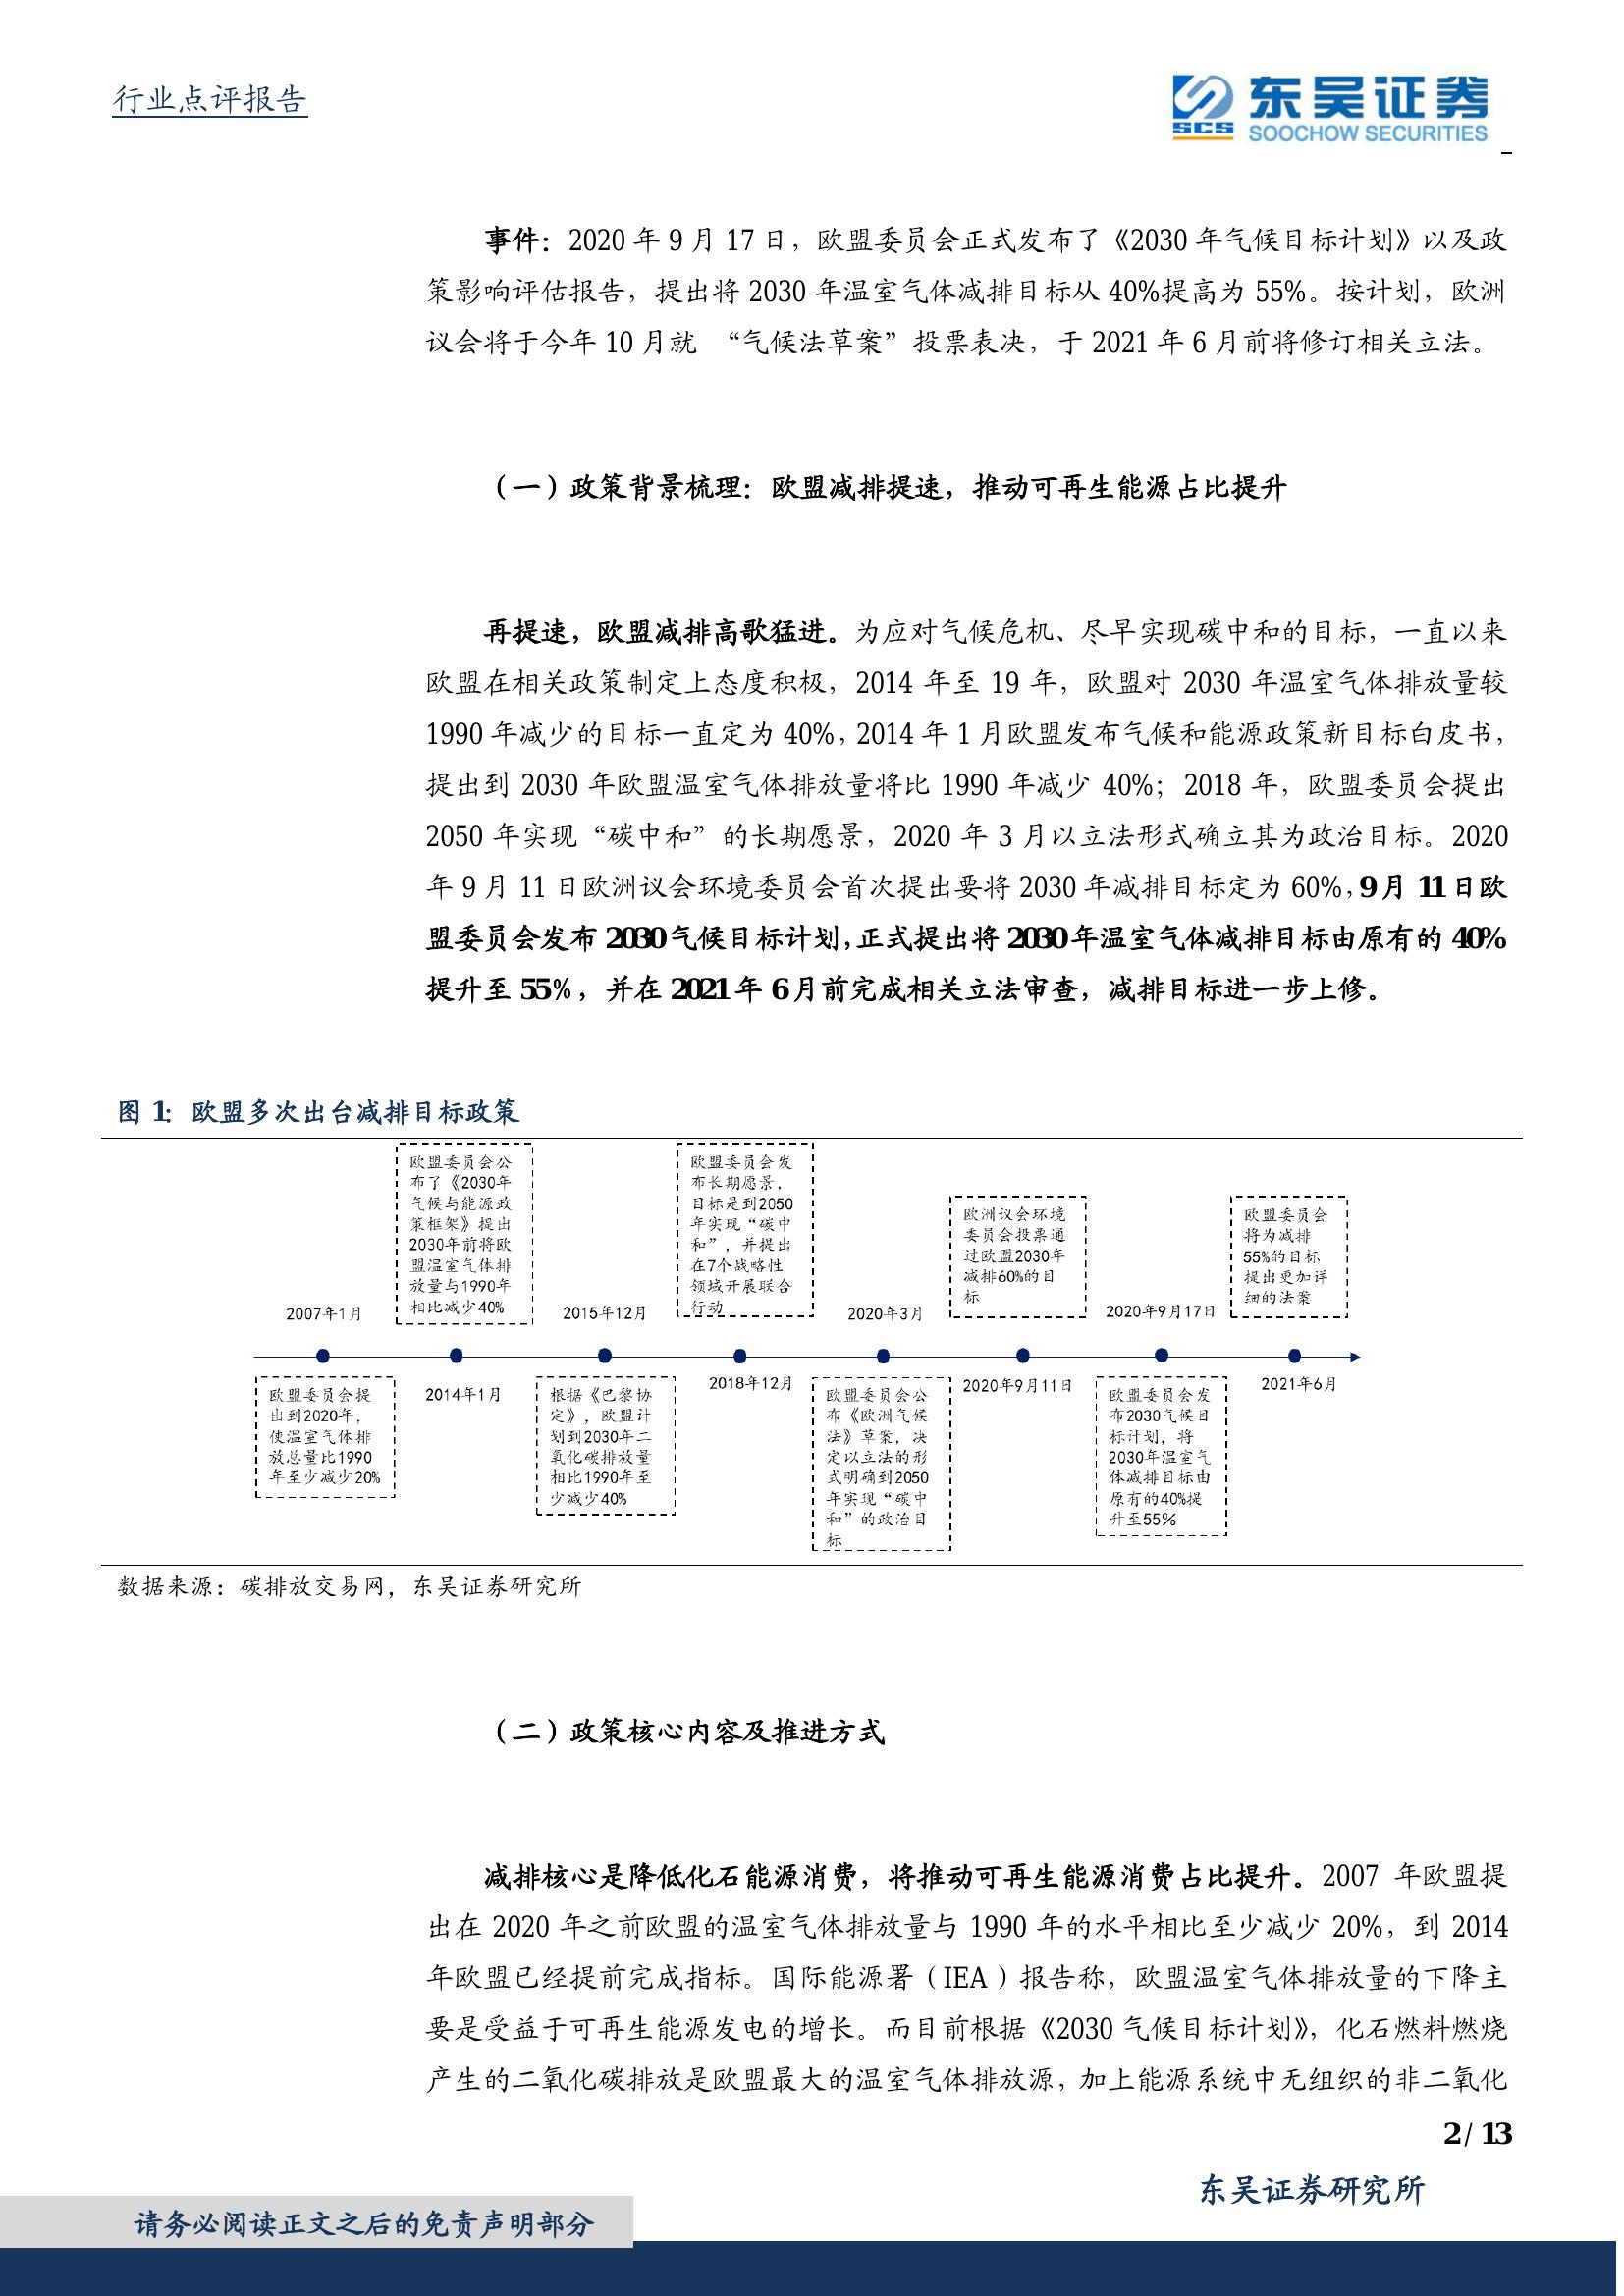 行业点评报告
SCS
东吴证券
SOOCHOW SECURITIES
事件：2020 年 9 月 17 日，欧盟委员会正式发布了《2030 年气候目标计划》以及政
策影响评估报告，提出将 2030 年温室气体减排目标从 40%提高为 55%。按计划，欧洲
议会将于今年 10 月就 “气候法草案”投票表决，于 2021 年 6 月前将修订相关立法。
（一）政策背景梳理：欧盟减排提速，推动可再生能源占比提升
再提速，欧盟减排高歌猛进。为应对气候危机、尽早实现碳中和的目标，一直以来
欧盟在相关政策制定上态度积极，2014 年至 19 年，欧盟对 2030 年温室气体排放量较
1990 年减少的目标一直定为 40%，2014 年 1 月欧盟发布气候和能源政策新目标白皮书，
提出到 2030 年欧盟温室气体排放量将比 1990 年减少 40%；2018 年，欧盟委员会提出
2050 年实现“碳中和”的长期愿景，2020 年 3 月以立法形式确立其为政治目标。2020
年 9 月 11 日欧洲议会环境委员会首次提出要将 2030 年减排目标定为 60%，9 月 11 日欧
盟委员会发布 2030 气候目标计划，正式提出将 2030 年温室气体减排目标由原有的 40%
提升至 55%，并在 2021 年 6 月前完成相关立法审查，减排目标进一步上修。
图 1：欧盟多次出台减排目标政策
2007年1月
欧盟委员会提
出到2020年，
使温室气体排
放总量比1990
年至少减少20%
欧盟委员会公
布了《2030年
气候与能源政
策框架》提出
2030年前将欧
盟温室气体排
放量与1990年
相比减少40%
2014年1月
2015年12月
根据《巴黎协
定》，欧盟计
划到2030年二
氧化碳排放量
相比1990年至
少减少40%
欧盟委员会发
布长期愿景，
目标是到2050
年实现“碳中
和”，并提出
在7个战略性
领域开展联合
行动
2018年12月
2020年3月
欧盟委员会公
布《欧洲气候
法》草案，决
定以立法的形
式明确到2050
年实现“碳中
和”的政治目
标
欧洲议会环境
委员会投票通
过欧盟2030年
减排60%的目
标
2020年9月11日
2020年9月17日
欧盟委员会发
布2030气候目
标计划，将
2030年温室气
体减排目标由
原有的40%提
升至55%
欧盟委员会
将为减排
55%的目标
提出更加详
细的法案
2021年6月
数据来源：碳排放交易网，东吴证券研究所
（二）政策核心内容及推进方式
减排核心是降低化石能源消费，将推动可再生能源消费占比提升。2007 年欧盟提
出在 2020 年之前欧盟的温室气体排放量与 1990 年的水平相比至少减少 20%，到 2014
年欧盟已经提前完成指标。国际能源署（IEA）报告称，欧盟温室气体排放量的下降主
要是受益于可再生能源发电的增长。而目前根据《2030 气候目标计划》，化石燃料燃烧
产生的二氧化碳排放是欧盟最大的温室气体排放源，加上能源系统中无组织的非二氧化
2 / 13
东吴证券研究所
请务必阅读正文之后的免责声明部分